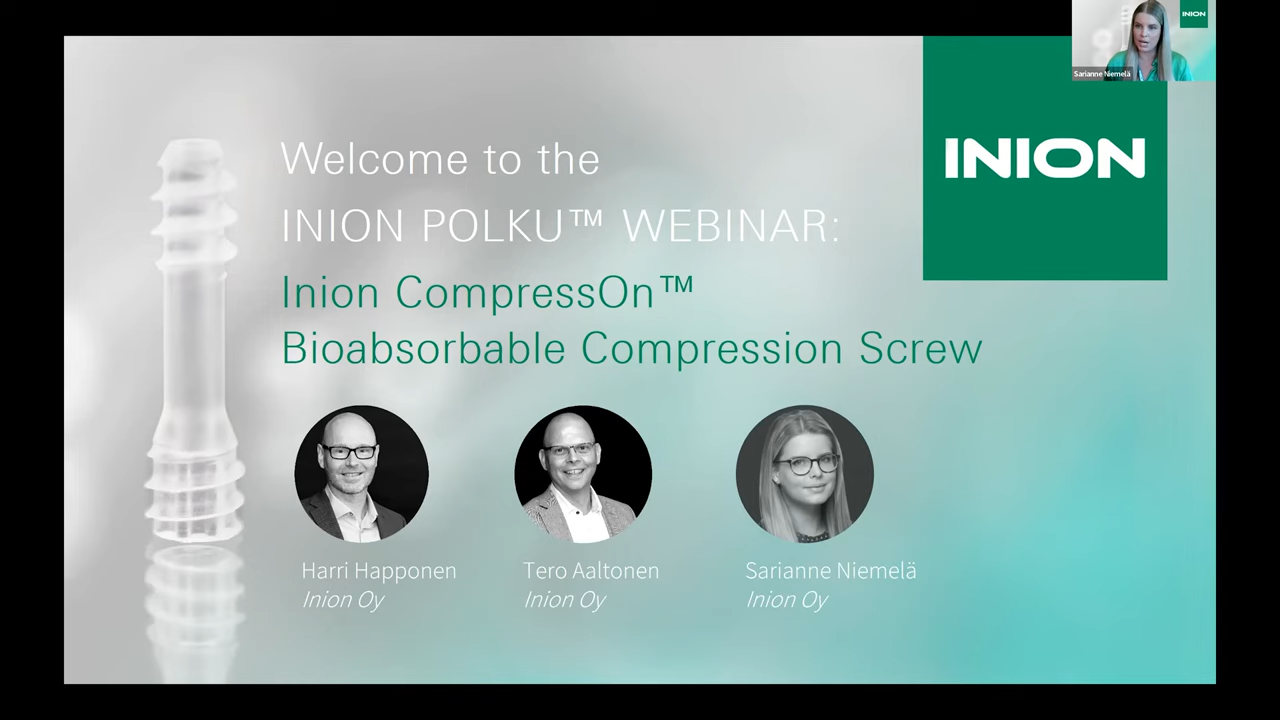 INION
Sarianne Niemelä
INION
Welcome to the
INION POLKU™ WEBINAR:
Inion CompressOn™
Bioabsorbable Compression Screw
Harri Happonen
Inion Oy
Tero Aaltonen
Inion Oy
Sarianne Niemelä
Inion Oy